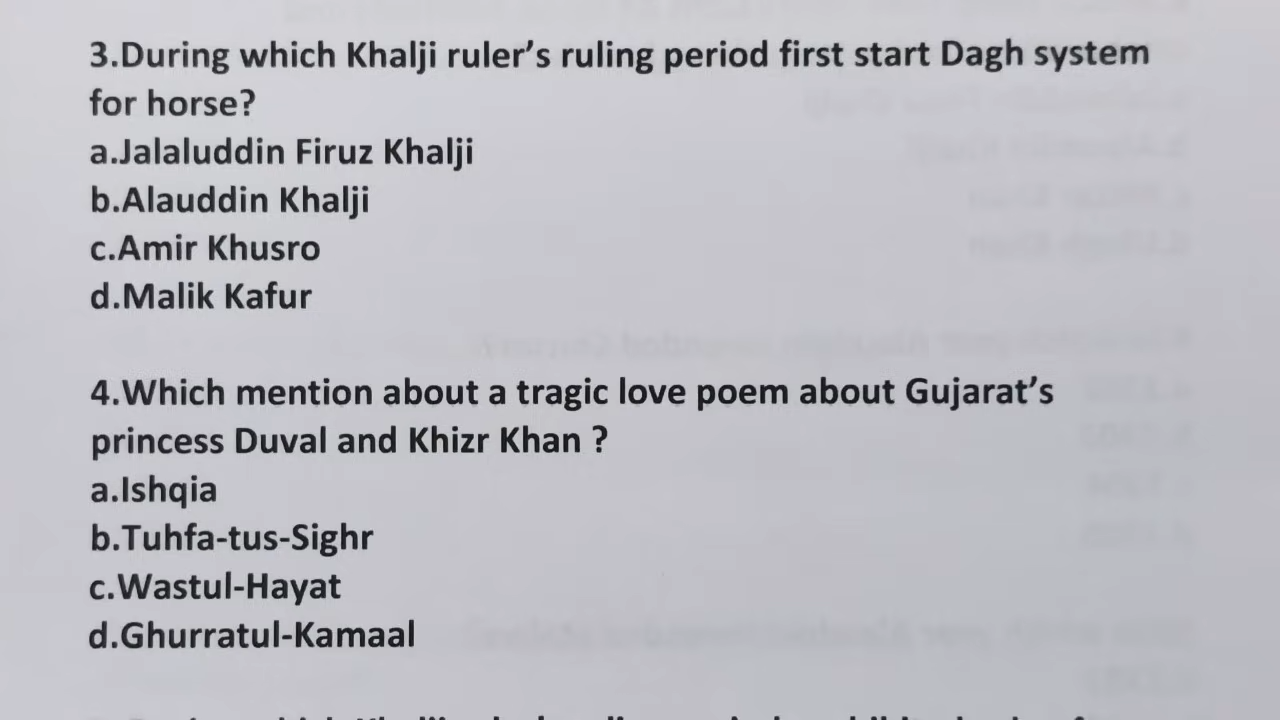 3.During which Khalji ruler's ruling period first start Dagh system
for horse?
a.Jalaluddin Firuz Khalji
b.Alauddin Khalji
c.Amir Khusro
d.Malik Kafur
4.Which mention about a tragic love poem about Gujarat's
princess Duval and Khizr Khan ?
a.Ishqia
b.Tuhfa-tus-Sighr
c.Wastul-Hayat
d.Ghurratul-Kamaal